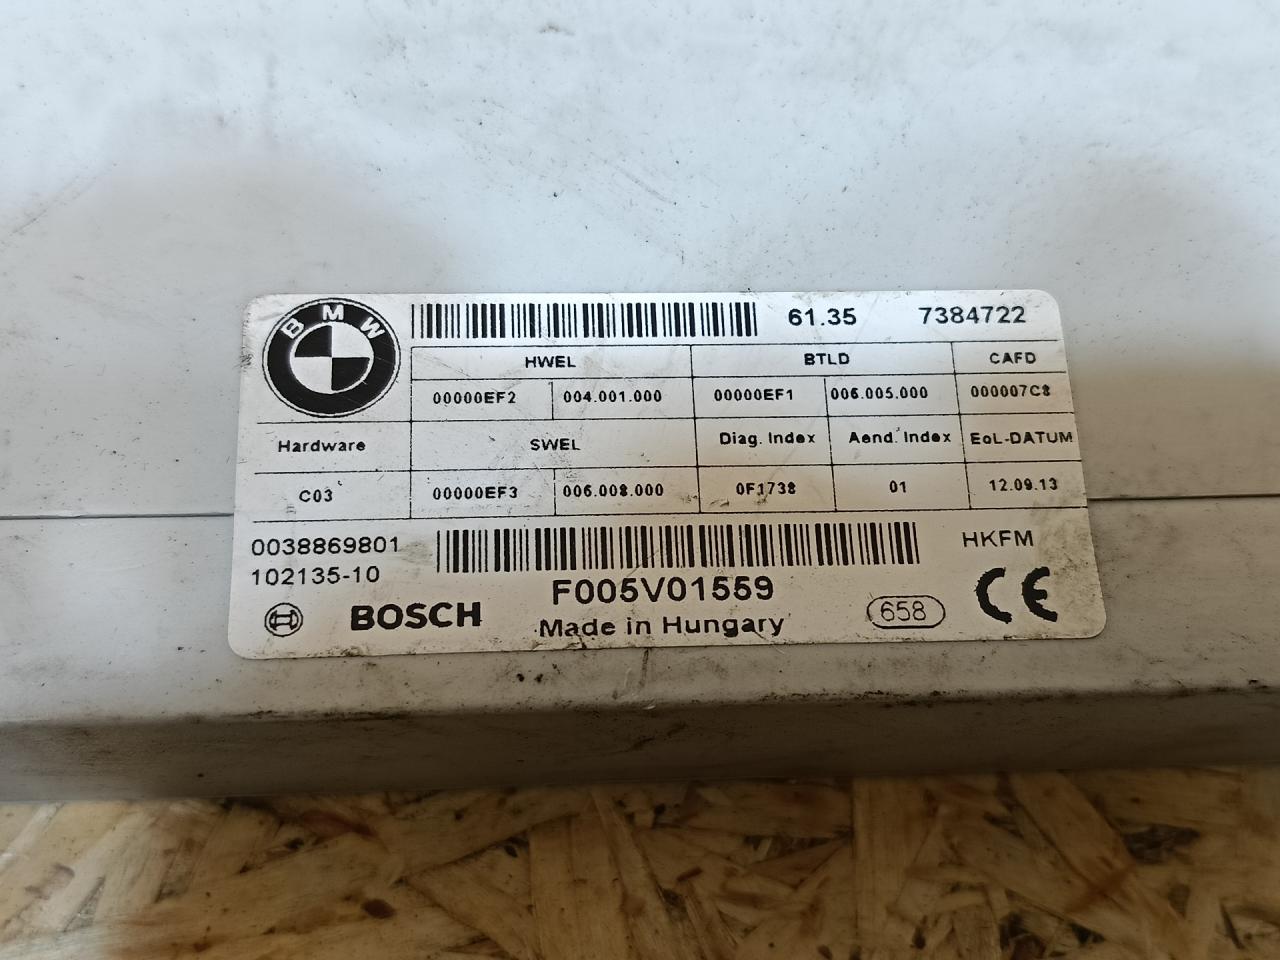 BMW
61.35 7384722
HWEL BTLD CAFD
00000EF2 004.001.000 00000EF1 006.005.000 000007C8
Hardware SWEL Diag. Index Aend. Index EoL-DATUM
C03 00000EF3 006.008.000 0F1738 01 12.09.13
0038869801 HKFM
102135-10 F005V01559
BOSCH Made in Hungary 658 CE